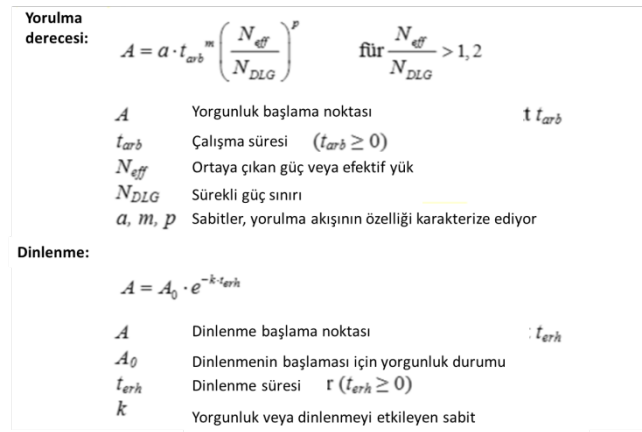 Yorulma
derecesi:
A = a · t_arb^m (N_eff / N_DLG)^p für N_eff / N_DLG > 1,2
A Yorgunluk başlama noktası t t_arb
t_arb Çalışma süresi (t_arb ≥ 0)
N_eff Ortaya çıkan güç veya efektif yük
N_DLG Sürekli güç sınırı
a, m, p Sabitler, yorulma akışının özelliği karakterize ediyor
Dinlenme:
A = A_0 · e^(-k·t_erh)
A Dinlenme başlama noktası : t_erh
A_0 Dinlenmenin başlaması için yorgunluk durumu
t_erh Dinlenme süresi r (t_erh ≥ 0)
k Yorgunluk veya dinlenmeyi etkileyen sabit